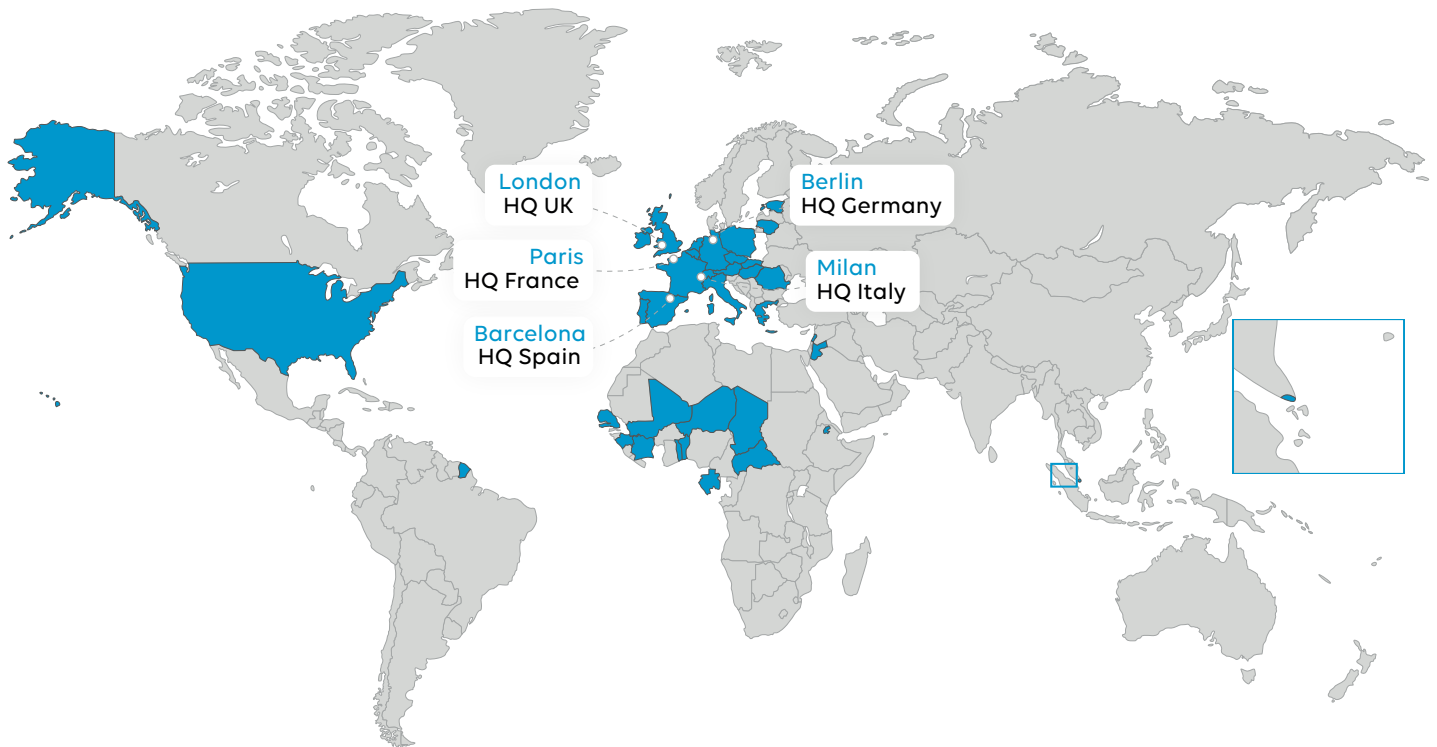 London
HQ UK
Berlin
HQ Germany
Paris
HQ France
Milan
HQ Italy
Barcelona
HQ Spain